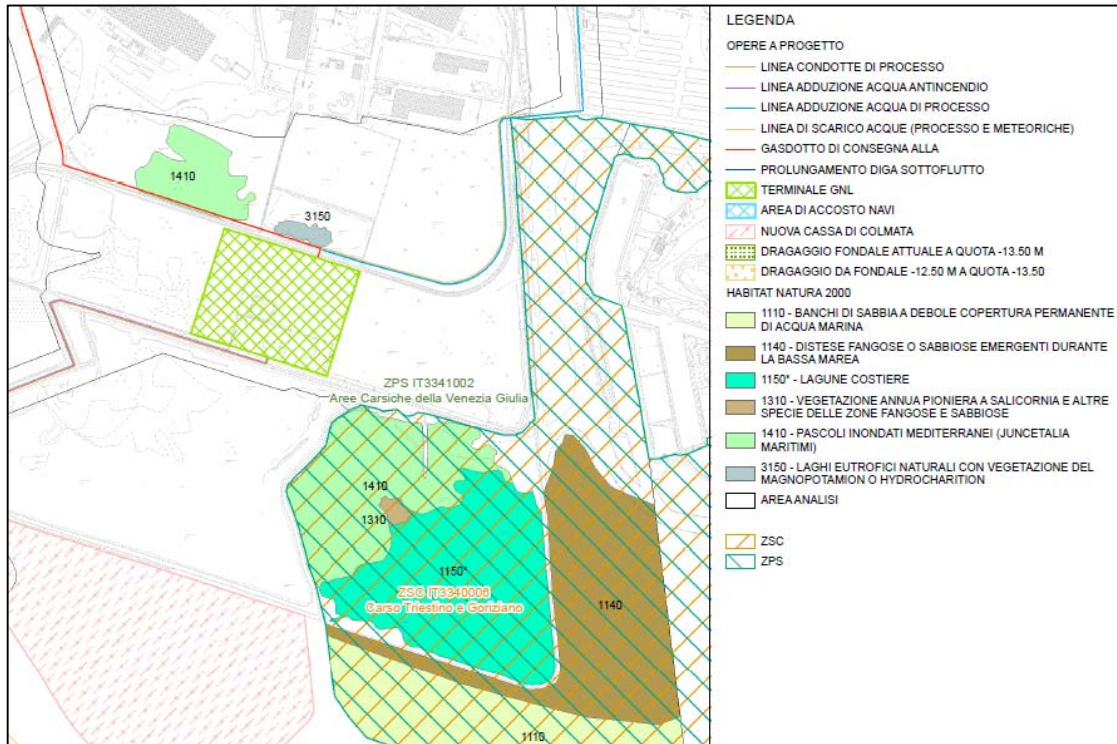 1410
3150
ZPS IT3341002
Aree Carsiche della Venezia Giulia
1410
1310
1150*
ZSC IT3340006
Carso Triestino e Goriziano
1140
1110
LEGENDA
OPERE A PROGETTO
LINEA CONDOTTE DI PROCESSO
LINEA ADDUZIONE ACQUA ANTINCENDIO
LINEA ADDUZIONE ACQUA DI PROCESSO
LINEA DI SCARICO ACQUE (PROCESSO E METEORICHE)
GASDOTTO DI CONSEGNA ALLA
PROLUNGAMENTO DIGA SOTTOFLUTTO
TERMINALE GNL
AREA DI ACCOSTO NAVI
NUOVA CASSA DI COLMATA
DRAGAGGIO FONDALE ATTUALE A QUOTA -13.50 M
DRAGAGGIO DA FONDALE -12.50 M A QUOTA -13.50
HABITAT NATURA 2000
1110 - BANCHI DI SABBIA A DEBOLE COPERTURA PERMANENTE
DI ACQUA MARINA
1140 - DISTESE FANGOSE O SABBIOSE EMERGENTI DURANTE
LA BASSA MAREA
1150* - LAGUNE COSTIERE
1310 - VEGETAZIONE ANNUA PIONIERA A SALICORNIA E ALTRE
SPECIE DELLE ZONE FANGOSE E SABBIOSE
1410 - PASCOLI INONDATI MEDITERRANEI (JUNCETALIA
MARITIMI)
3150 - LAGHI EUTROFICI NATURALI CON VEGETAZIONE DEL
MAGNOPOTAMION O HYDROCHARITION
AREA ANALISI
ZSC
ZPS